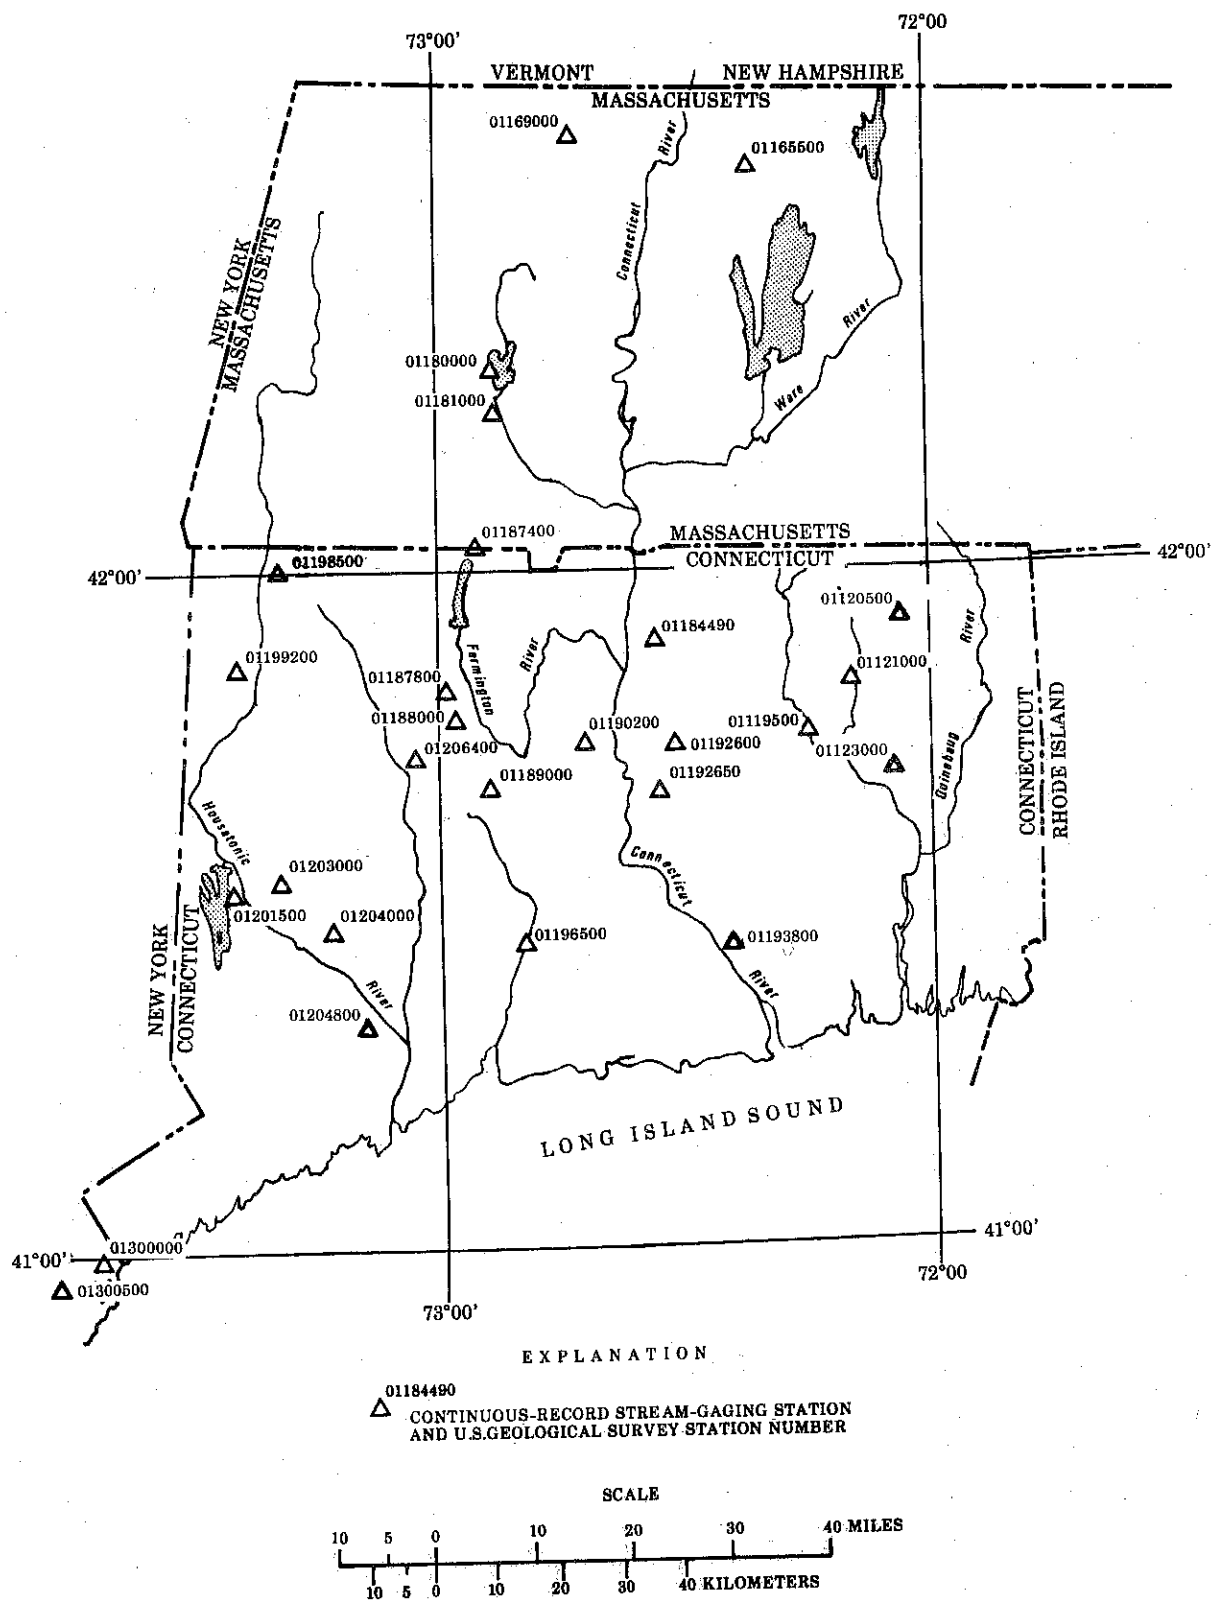 72°00
73°00'
VERMONT NEW HAMPSHIRE
MASSACHUSETTS
01169000
River
01165500
Connecticut
NEW YORK
MASSACHUSETTS
River
01180000
Ware
01181000
01187400
MASSACHUSETTS
CONNECTICUT
42°00'
42°00'
01198500
01120500
River
01184490
River
01199200
Farmington
01187800
01121000
01188000
01190200
01119500
01206400
01192600
01123000
CONNECTICUT
RHODE ISLAND
01189000
01192650
Quinebaug
Housatonic
Connecticut
01203000
01201500
01204000
01196500
01193800
NEW YORK
CONNECTICUT
River
River
01204800
LONG ISLAND SOUND
41°00'
01300000
41°00'
01300500
72°00
73°00'
EXPLANATION
01184490
CONTINUOUS-RECORD STREAM-GAGING STATION
AND U.S.GEOLOGICAL SURVEY STATION NUMBER
SCALE
10 5 0 10 20 30 40 MILES
10 5 0 10 20 30 40 KILOMETERS